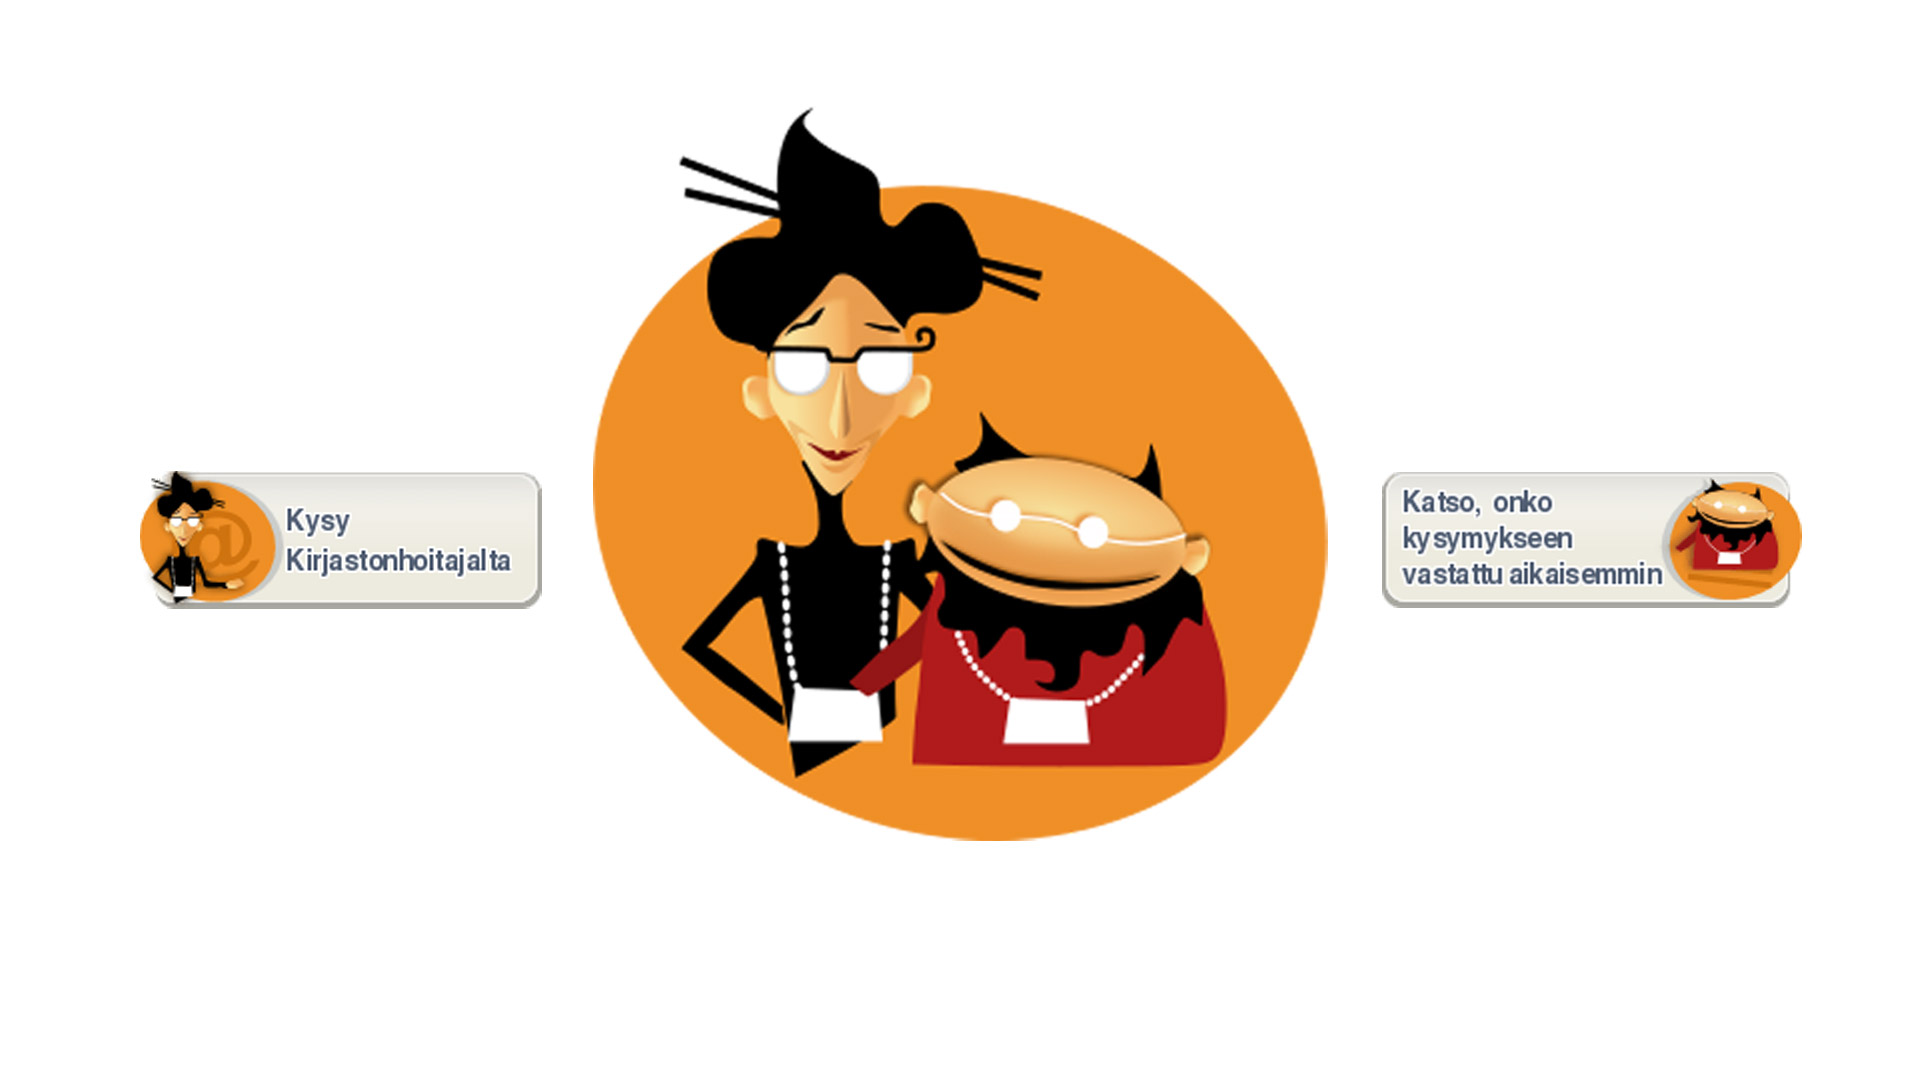 Kysy
Kirjastonhoitajalta
@
Katso, onko
kysymykseen
vastattu aikaisemmin